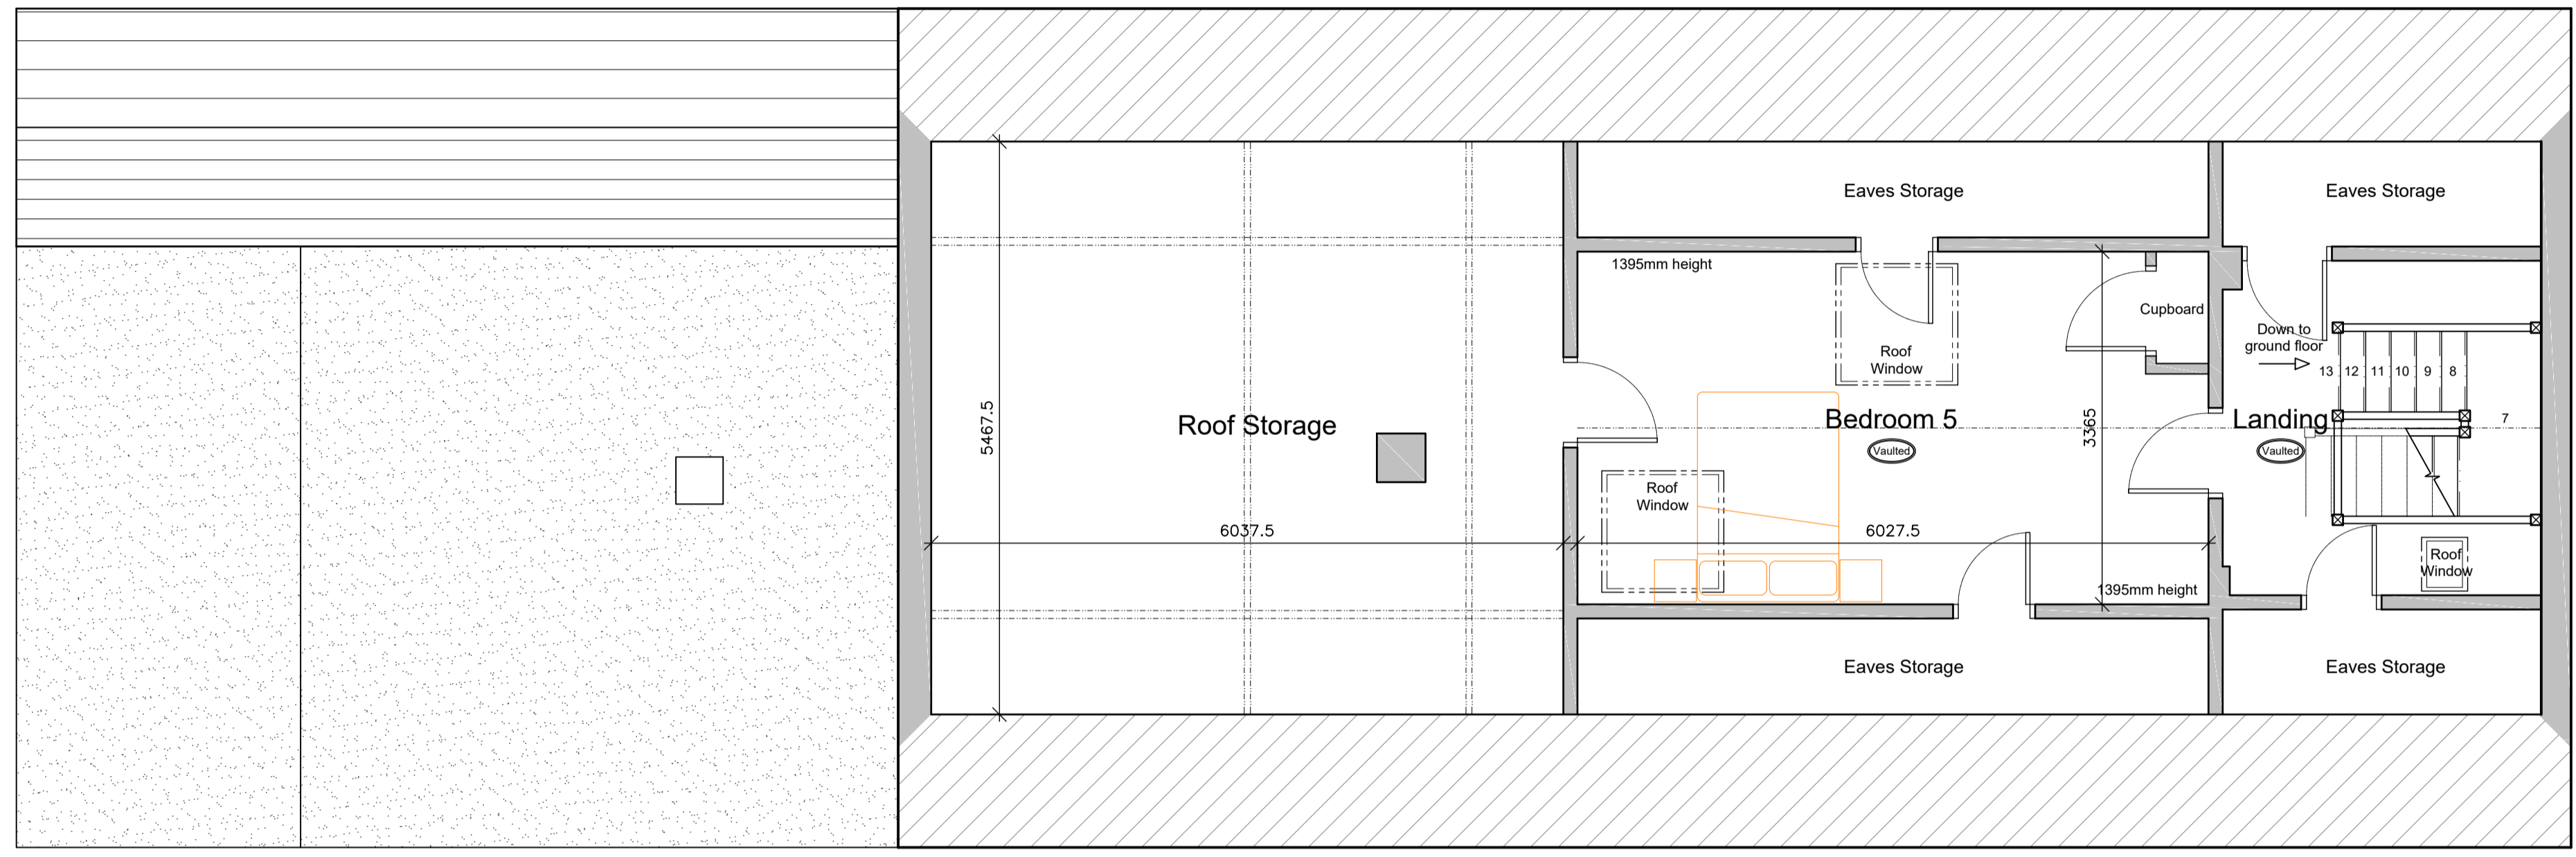 Eaves Storage
Eaves Storage
1395mm height
Cupboard
Down to
ground floor
Roof
Window
13 12 11 10 9 8
7
Roof Storage
5467.5
Bedroom 5
Vaulted
3365
Landing
Vaulted
Roof
Window
6037.5
6027.5
Roof
Window
1395mm height
Eaves Storage
Eaves Storage